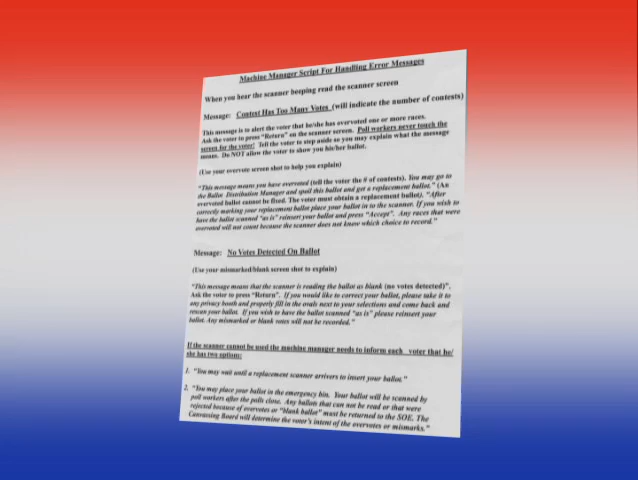 Machine Manager Script For Handling Error Messages
When you hear the scanner beeping read the scanner screen
Message: Contest Has Too Many Votes (will indicate the number of contests)
This message is to alert the voter that he/she has overvoted one or more races.
Ask the voter to press "Return" on the scanner screen. Poll workers never touch the
screen for the voter! Tell the voter to step aside so you may explain what the message
means. Do NOT allow the voter to show you his/her ballot.
(Use your overvote screen shot to help you explain)
"This message means you have overvoted (tell the voter the # of contests). You may go to
the Ballot Distribution Manager and spoil this ballot and get a replacement ballot." (An
overvoted ballot cannot be fixed. The voter must obtain a replacement ballot). "After
correctly marking your replacement ballot place your ballot in to the scanner. If you wish to
have the ballot scanned "as is" reinsert your ballot and press "Accept". Any races that were
overvoted will not count because the scanner does not know which choice to record."
Message: No Votes Detected On Ballot
(Use your mismarked/blank screen shot to explain)
"This message means that the scanner is reading the ballot as blank (no votes detected)".
Ask the voter to press "Return". If you would like to correct your ballot, please take it to
any privacy booth and properly fill in the ovals next to your selections and come back and
rescan your ballot. If you wish to have the ballot scanned "as is" please reinsert your
ballot. Any mismarked or blank votes will not be recorded."
If the scanner cannot be used the machine manager needs to inform each voter that he/
she has two options:
1. "You may wait until a replacement scanner arrivers to insert your ballot."
2. "You may place your ballot in the emergency bin. Your ballot will be scanned by
poll workers after the polls close. Any ballots that can not be read or that were
rejected because of overvotes or "blank ballot" must be returned to the SOE. The
Canvassing Board will determine the voter's intent of the overvotes or mismarks."